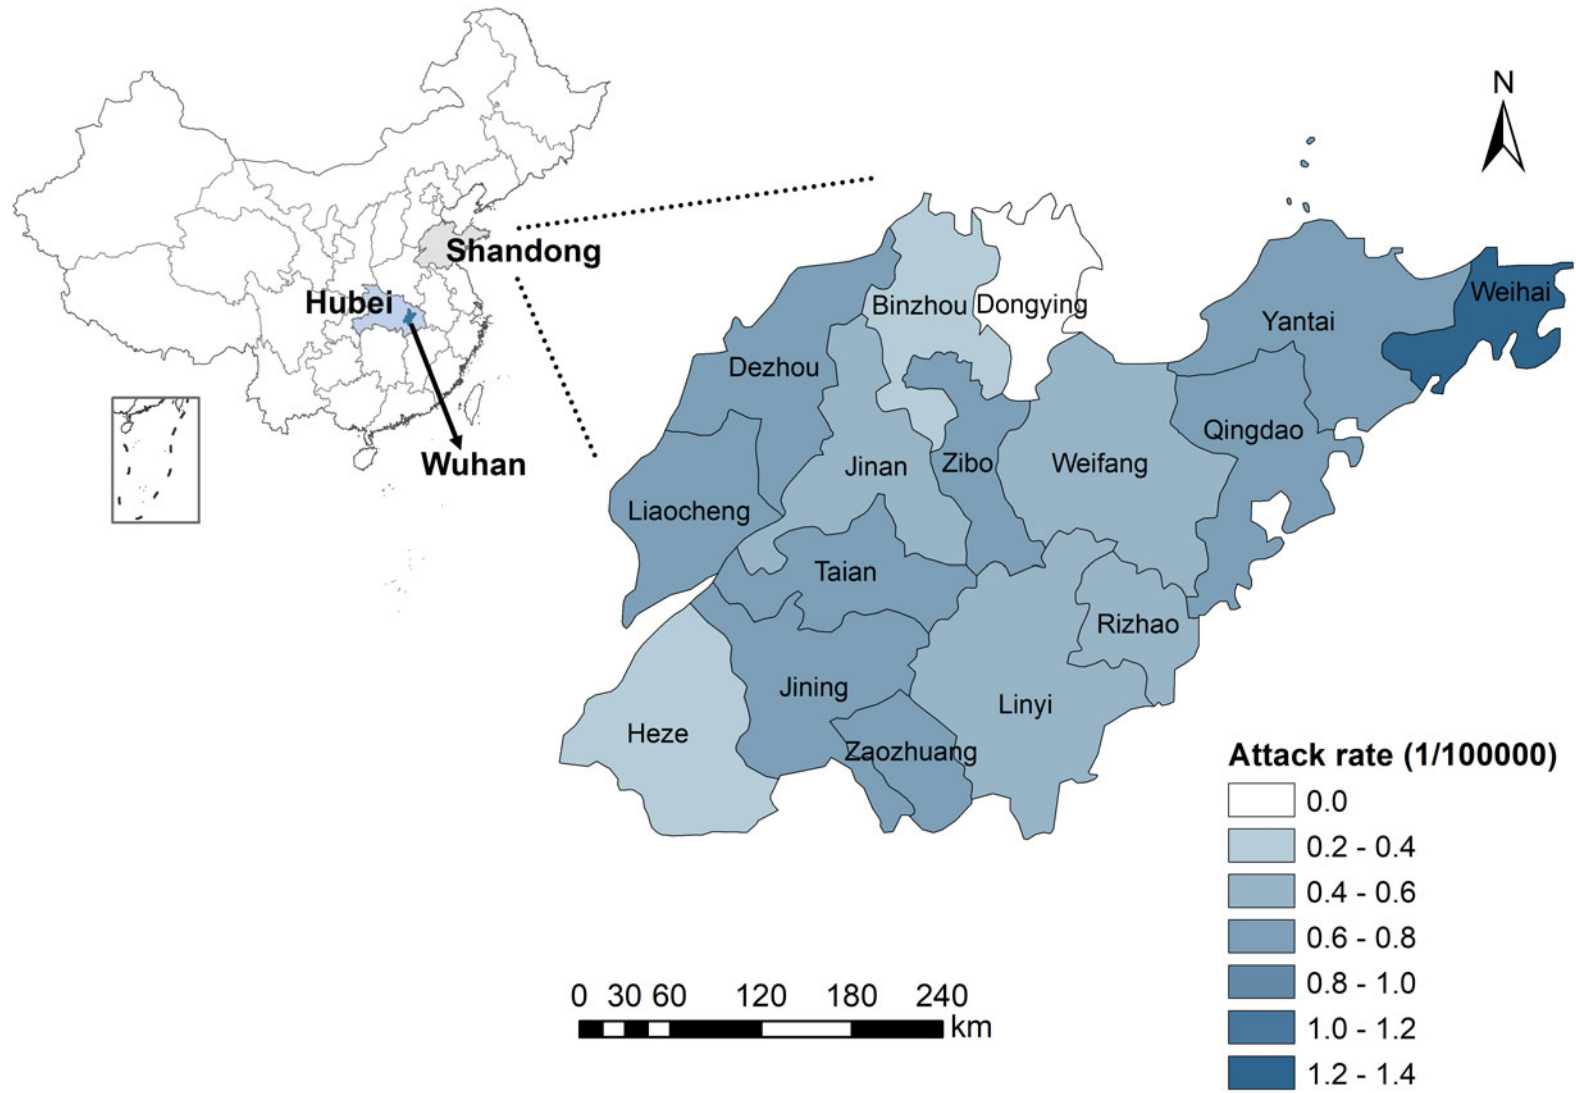 N
Shandong
Hubei
Wuhan
Binzhou
Dongying
Weihai
Yantai
Dezhou
Qingdao
Jinan
Zibo
Weifang
Liaocheng
Taian
Rizhao
Jining
Linyi
Heze
Zaozhuang
Attack rate (1/100000)
0.0
0.2 - 0.4
0.4 - 0.6
0.6 - 0.8
0.8 - 1.0
1.0 - 1.2
1.2 - 1.4
0 30 60 120 180 240
km